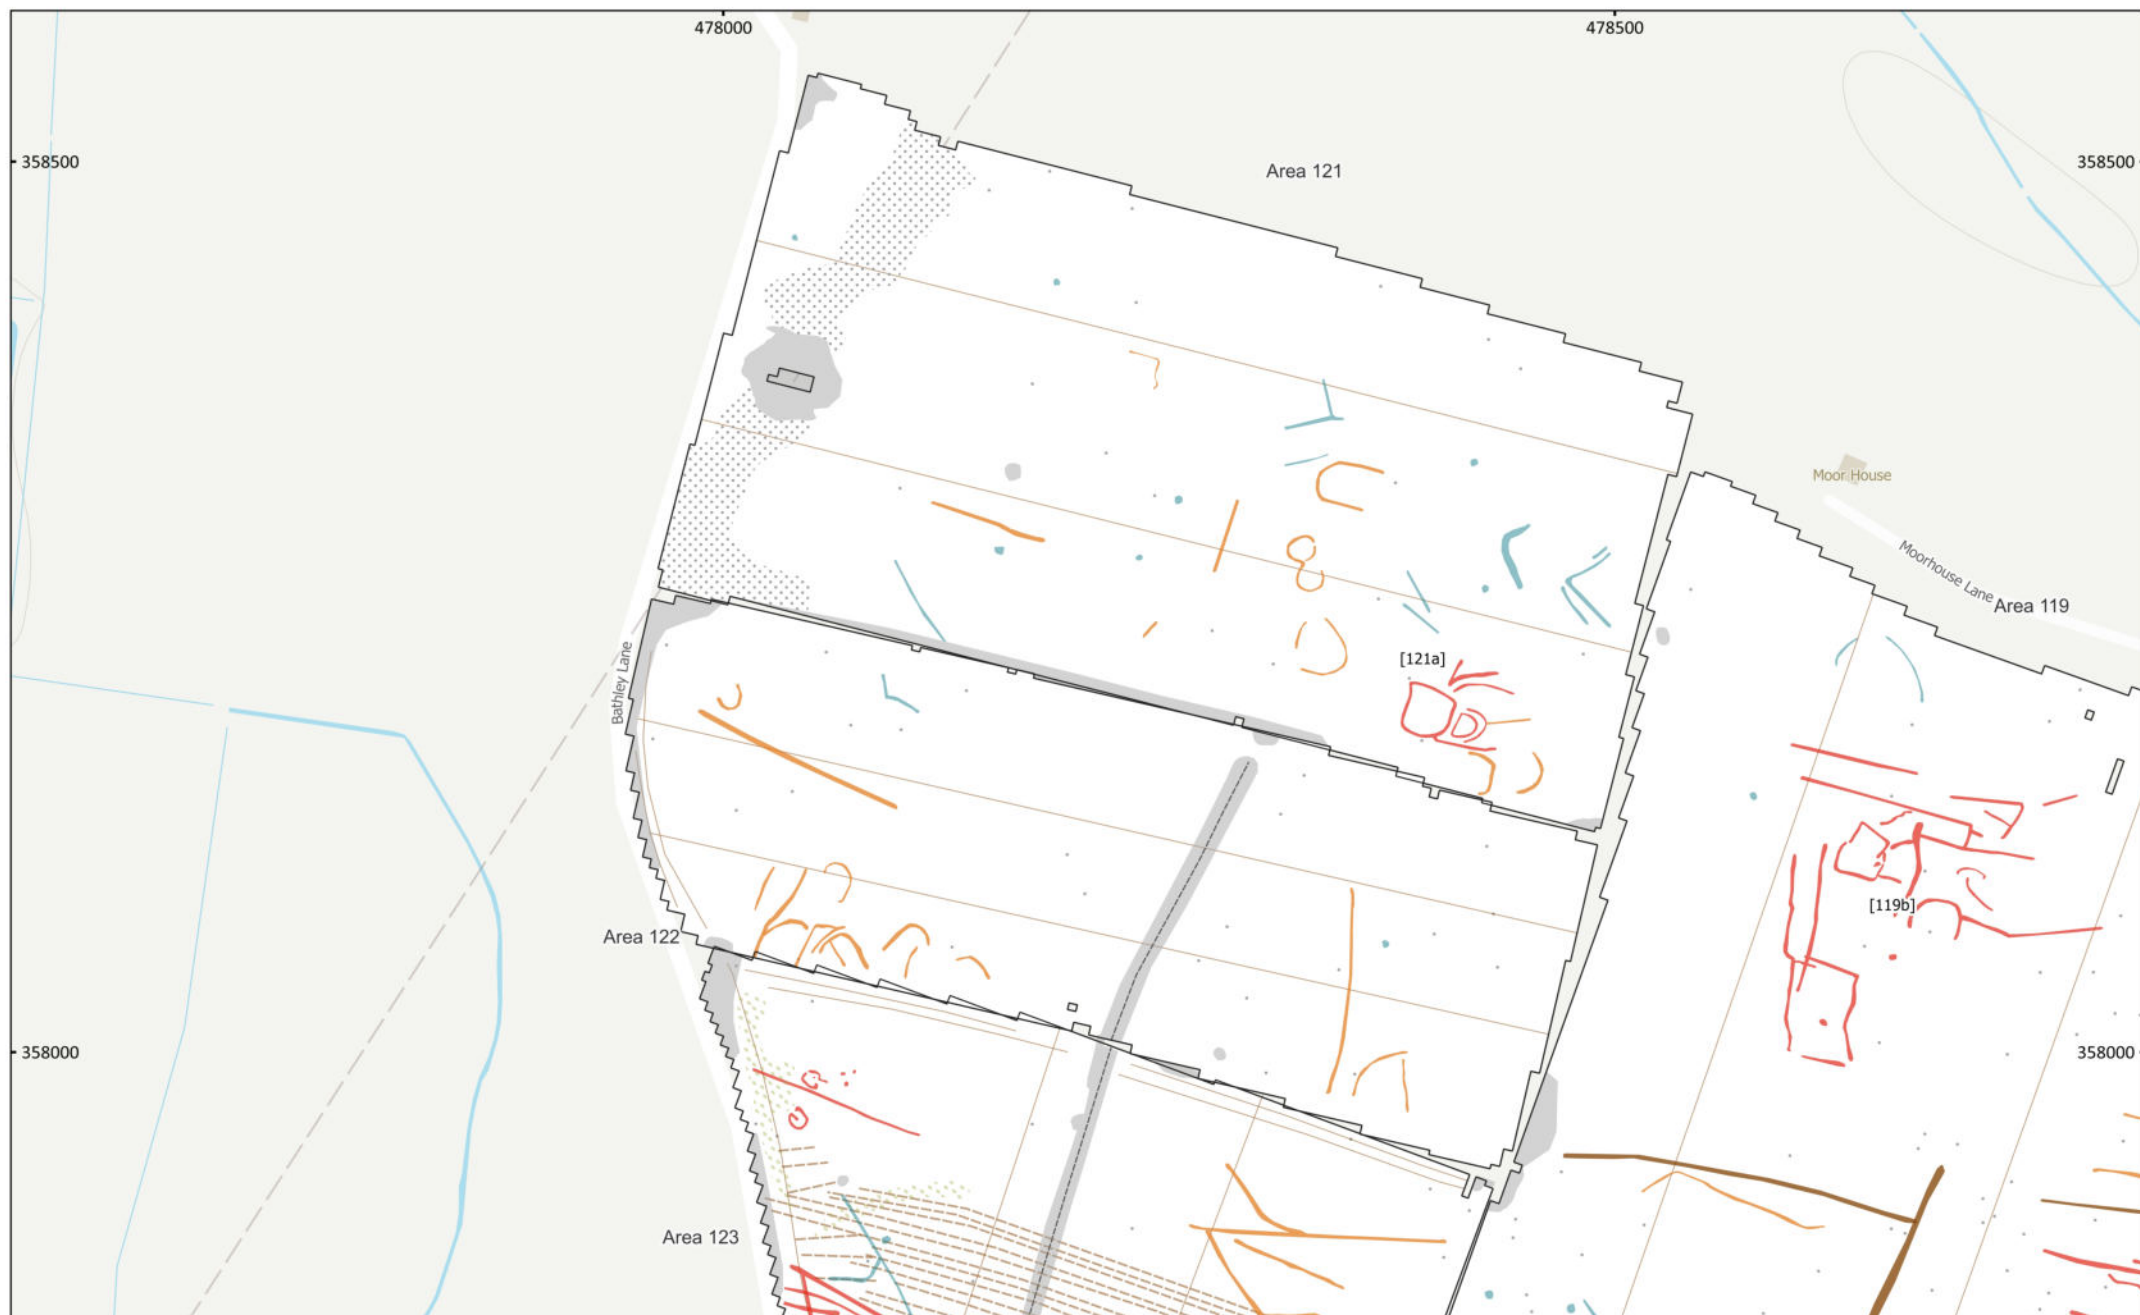 478000
478500
358500
358500
Area 121
Moor House
Moorhouse Lane
Area 119
[121a]
Bathley Lane
[119b]
Area 122
358000
358000
Area 123